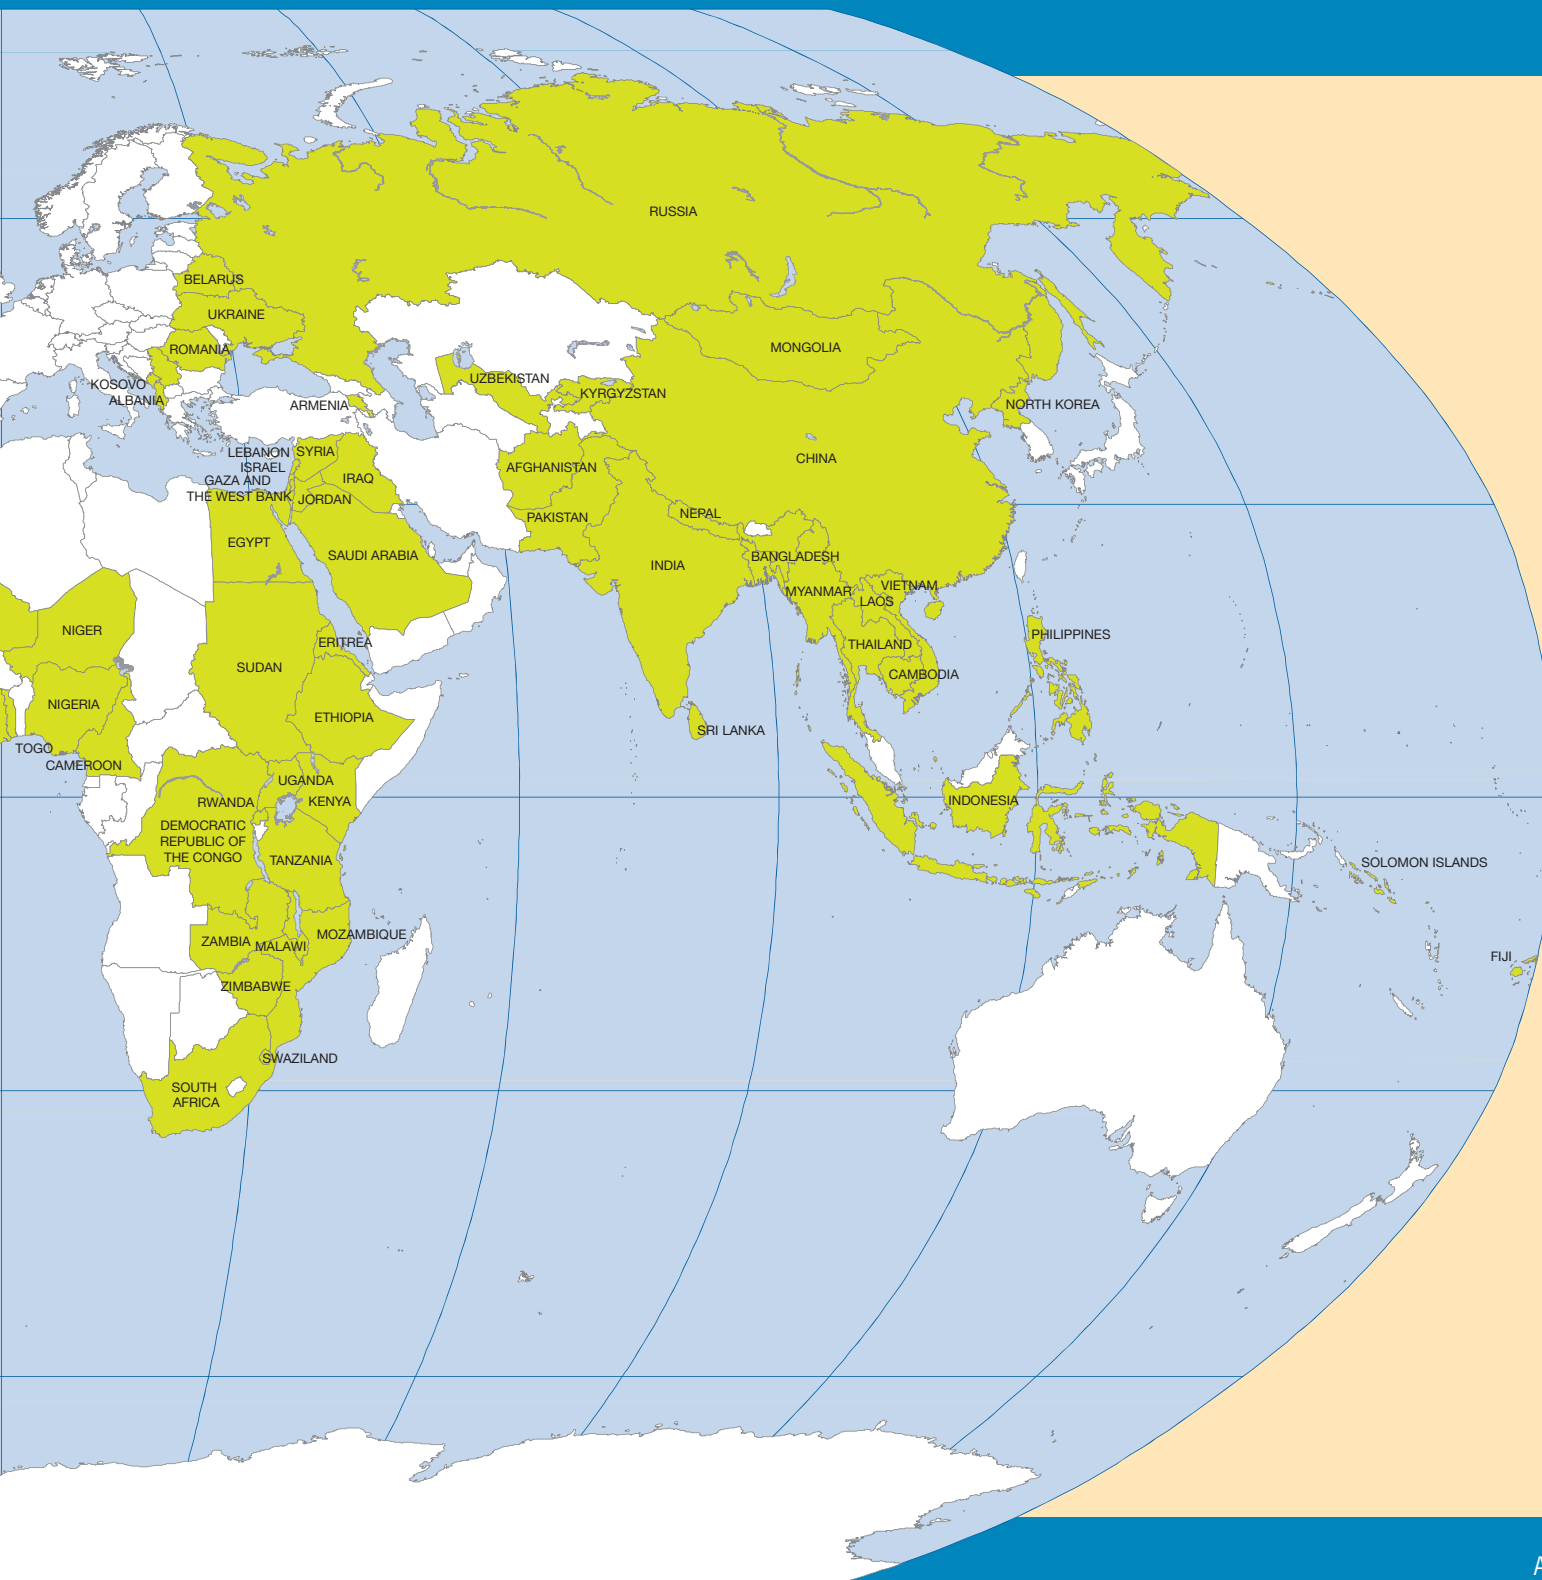 RUSSIA
BELARUS
UKRAINE
ROMANIA
MONGOLIA
KOSOVO
ALBANIA
UZBEKISTAN
KYRGYZSTAN
ARMENIA
NORTH KOREA
LEBANON
SYRIA
ISRAEL
GAZA AND
THE WEST BANK
IRAQ
JORDAN
AFGHANISTAN
CHINA
PAKISTAN
NEPAL
EGYPT
SAUDI ARABIA
INDIA
BANGLADESH
MYANMAR
VIETNAM
LAOS
NIGER
ERITREA
THAILAND
PHILIPPINES
SUDAN
CAMBODIA
NIGERIA
ETHIOPIA
SRI LANKA
TOGO
CAMEROON
UGANDA
RWANDA
KENYA
INDONESIA
DEMOCRATIC
REPUBLIC OF
THE CONGO
TANZANIA
SOLOMON ISLANDS
ZAMBIA
MALAWI
MOZAMBIQUE
FIJI
ZIMBABWE
SWAZILAND
SOUTH
AFRICA